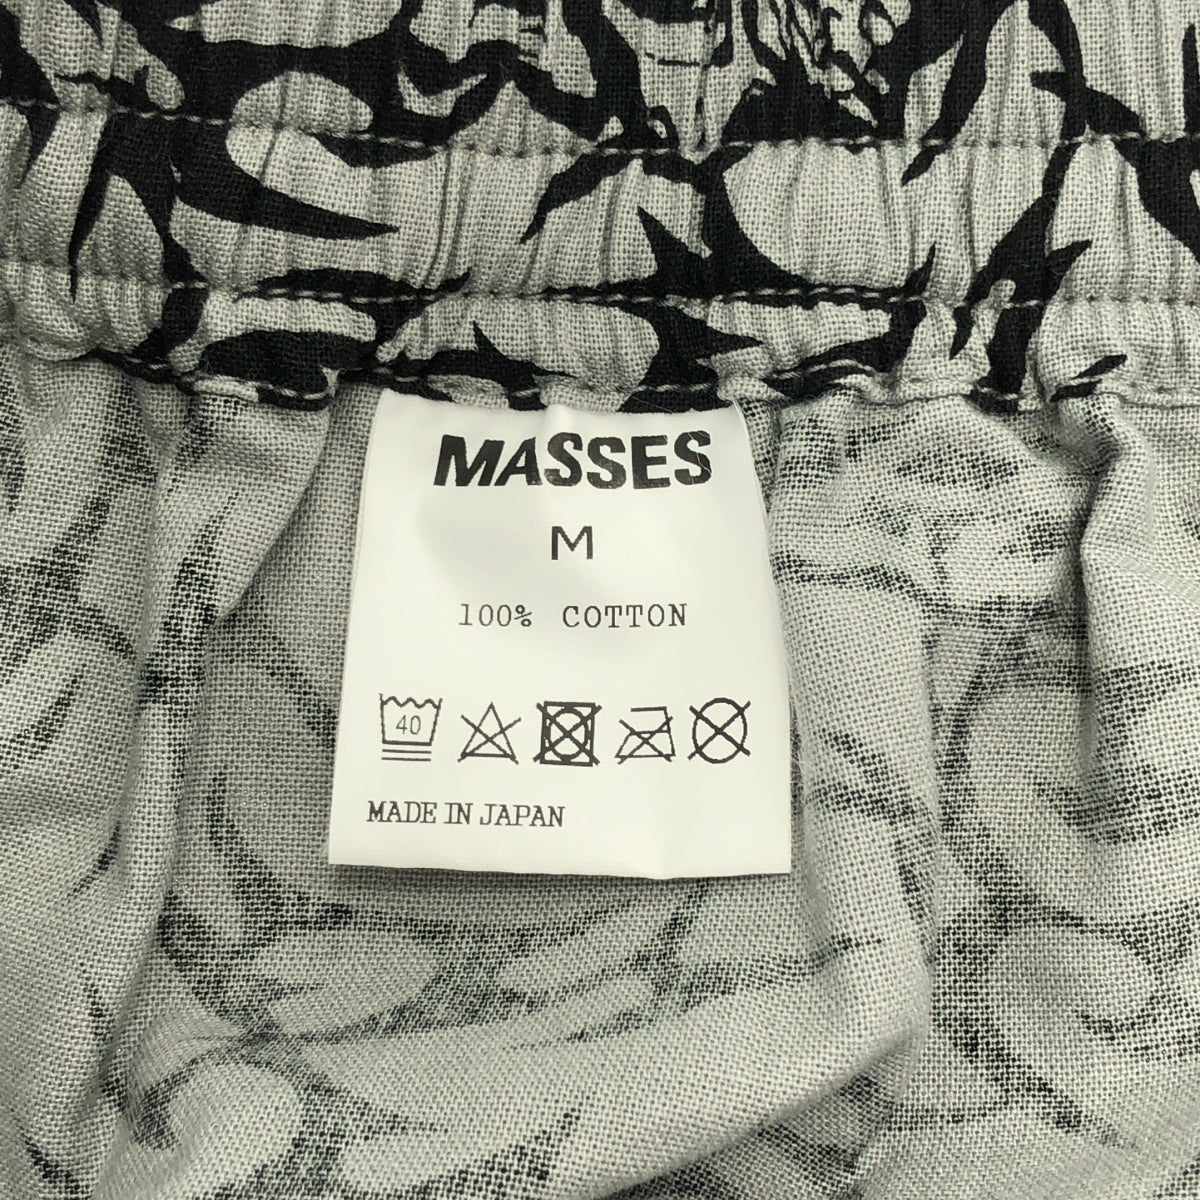 MASSES
M
100% COTTON
40
MADE IN JAPAN